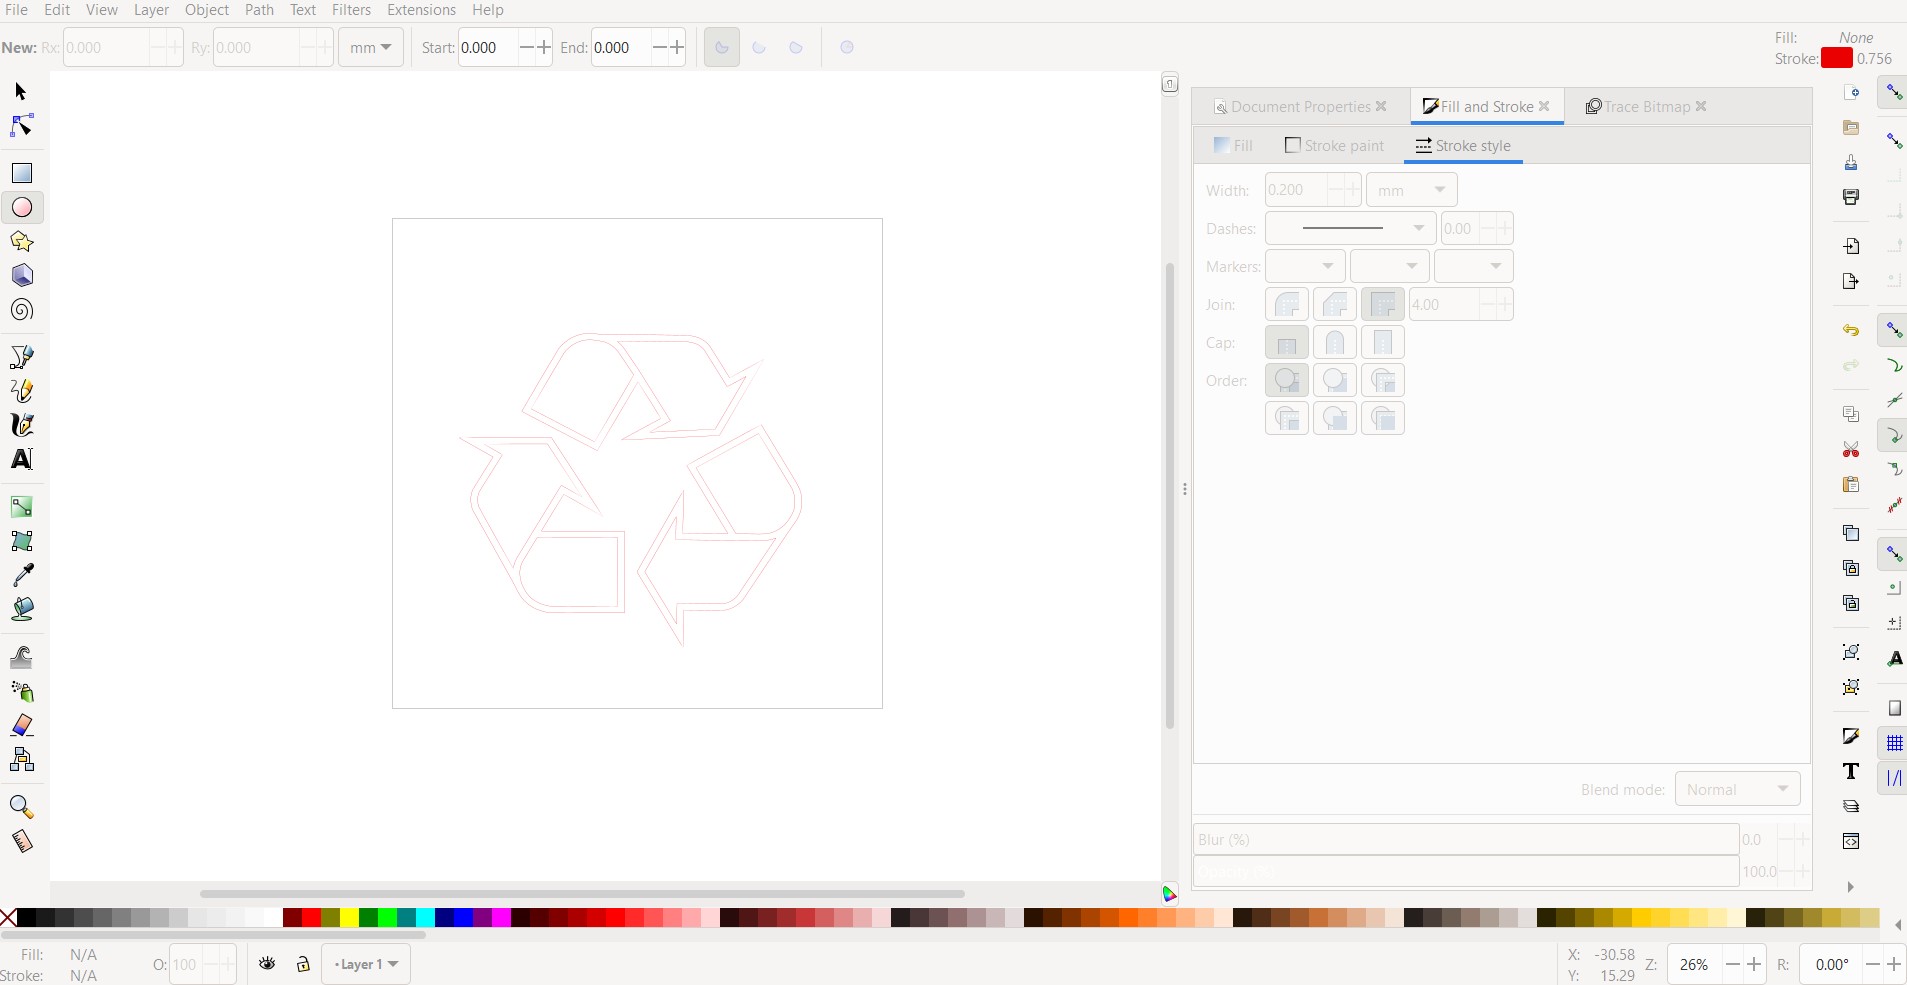 File Edit View Layer Object Path Text Filters Extensions Help
New: Rx: 0.000 Ry: 0.000 mm Start: 0.000 End: 0.000
Fill: None
Stroke: 0.756
Document Properties Fill and Stroke Trace Bitmap
Fill Stroke paint Stroke style
Width: 0.200 mm
Dashes: 0.00
Markers:
Join: 4.00
Cap:
Order:
Blend mode: Normal
Blur (%) 0.0
Opacity (%) 100.0
Fill: N/A
Stroke: N/A
O: 100
Layer 1
X: -30.58
Y: 15.29
Z: 26% R: 0.00°